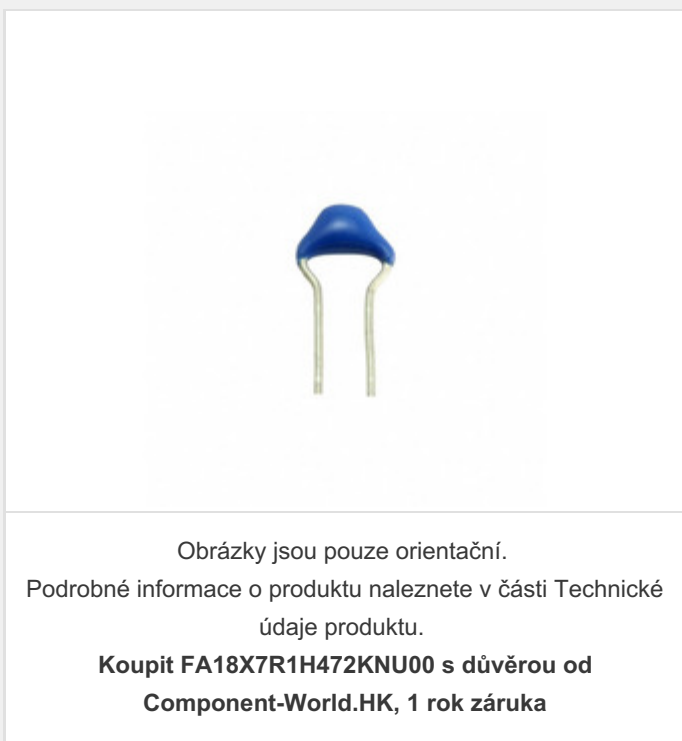 Obrázky jsou pouze orientační.
Podrobné informace o produktu naleznete v části Technické
údaje produktu.
Koupit FA18X7R1H472KNU00 s důvěrou od
Component-World.HK, 1 rok záruka